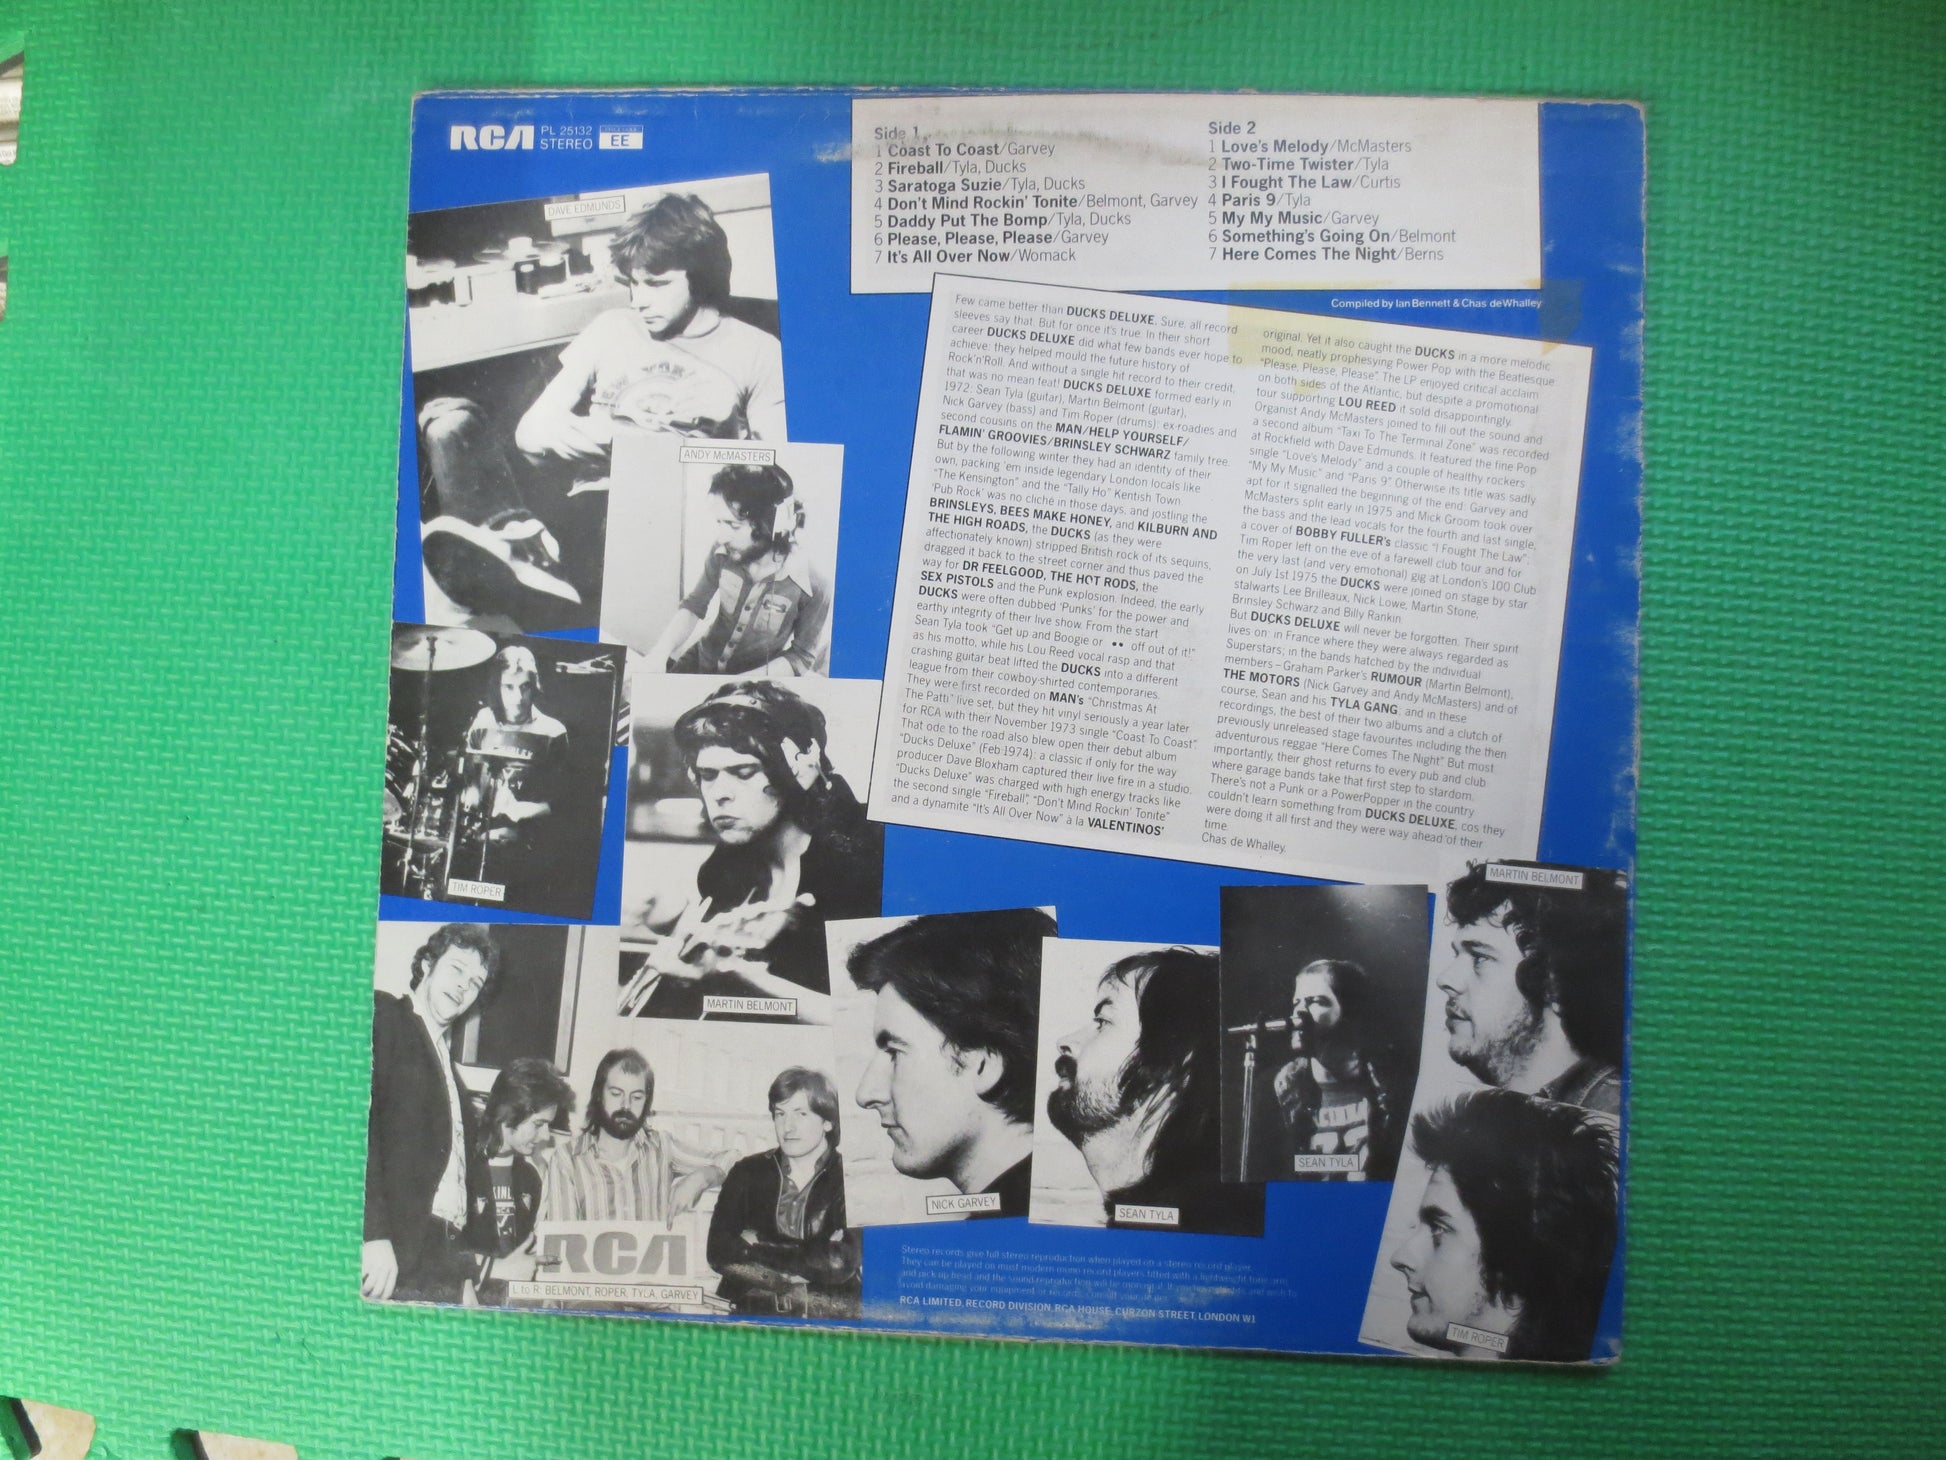 RCA PL 25132
STEREO EE
Side 1
1 Coast To Coast/Garvey
2 Fireball/Tyla, Ducks
3 Saratoga Suzie/Tyla, Ducks
4 Don't Mind Rockin' Tonite/Belmont, Garvey
5 Daddy Put The Bomp/Tyla, Ducks
6 Please, Please, Please/Garvey
7 It's All Over Now/Womack
Side 2
1 Love's Melody/McMasters
2 Two-Time Twister/Tyla
3 I Fought The Law/Curtis
4 Paris 9/Tyla
5 My My Music/Garvey
6 Something's Going On/Belmont
7 Here Comes The Night/Berns
Compiled by Ian Bennett & Chas deWhalley
Few came better than DUCKS DELUXE. Sure, all record
sleeves say that. But for once it's true. In their short
career DUCKS DELUXE did what few bands ever hope to
achieve: they helped mould the future history of
Rock'n'Roll. And without a single hit record to their credit,
that was no mean feat! DUCKS DELUXE formed early in
1972: Sean Tyla (guitar), Martin Belmont (guitar),
Nick Garvey (bass) and Tim Roper (drums): ex-roadies and
second cousins on the MAN/HELP YOURSELF/
FLAMIN' GROOVIES/BRINSLEY SCHWARZ family tree.
But by the following winter they had an identity of their
own, packing 'em inside legendary London locals like
"The Kensington" and the "Tally Ho" Kentish Town.
'Pub Rock' was no cliché in those days, and jostling the
BRINSLEYS, BEES MAKE HONEY, and KILBURN AND
THE HIGH ROADS, the DUCKS (as they were
affectionately known) stripped British rock of its sequins,
dragged it back to the street corner and thus paved the
way for DR FEELGOOD, THE HOT RODS, the
SEX PISTOLS and the Punk explosion. Indeed, the early
DUCKS were often dubbed 'Punks' for the power and
earthy integrity of their live show. From the start
Sean Tyla took "Get up and Boogie or •• off out of it!"
as his motto, while his Lou Reed vocal rasp and that
crashing guitar beat lifted the DUCKS into a different
league from their cowboy-shirted contemporaries.
They were first recorded on MAN's "Christmas At
The Patti" live set, but they hit vinyl seriously a year later
for RCA with their November 1973 single "Coast To Coast".
That ode to the road also blew open their debut album
"Ducks Deluxe" (Feb 1974): a classic if only for the way
producer Dave Bloxham captured their live fire in a studio.
"Ducks Deluxe" was charged with high energy tracks like
the second single "Fireball", "Don't Mind Rockin' Tonite"
and a dynamite "It's All Over Now" à la VALENTINOS'
original. Yet it also caught the DUCKS in a more melodic
mood, neatly prophesying Power Pop with the Beatlesque
"Please, Please, Please". The LP enjoyed critical acclaim
on both sides of the Atlantic, but despite a promotional
tour supporting LOU REED it sold disappointingly.
Organist Andy McMasters joined to fill out the sound and
a second album "Taxi To The Terminal Zone" was recorded
at Rockfield with Dave Edmunds. It featured the fine Pop
single "Love's Melody" and a couple of healthy rockers
"My My Music" and "Paris 9". Otherwise its title was sadly
apt for it signalled the beginning of the end: Garvey and
McMasters split early in 1975 and Mick Groom took over
the bass and the lead vocals for the fourth and last single,
a cover of BOBBY FULLER's classic "I Fought The Law";
Tim Roper left on the eve of a farewell club tour and for
the very last (and very emotional) gig at London's 100 Club
on July 1st 1975 the DUCKS were joined on stage by star
stalwarts Lee Brilleaux, Nick Lowe, Martin Stone,
Brinsley Schwarz and Billy Rankin.
But DUCKS DELUXE will never be forgotten. Their spirit
lives on: in France where they were always regarded as
Superstars; in the bands hatched by the individual
members – Graham Parker's RUMOUR (Martin Belmont),
THE MOTORS (Nick Garvey and Andy McMasters) and of
course, Sean and his TYLA GANG; and in these
recordings, the best of their two albums and a clutch of
previously unreleased stage favourites including the then
adventurous reggae "Here Comes The Night". But most
importantly, their ghost returns to every pub and club
where garage bands take that first step to stardom.
There's not a Punk or a PowerPopper in the country
couldn't learn something from DUCKS DELUXE, cos they
were doing it all first and they were way ahead of their
time.
Chas de Whalley.
DAVE EDMUNDS
ANDY McMASTERS
TIM ROPER
MARTIN BELMONT
RCA
L to R: BELMONT, ROPER, TYLA, GARVEY
NICK GARVEY
SEAN TYLA
SEAN TYLA
MARTIN BELMONT
TIM ROPER
Stereo records give full stereo reproduction when played on a stereo record player.
They can be played on most modern mono record players fitted with a lightweight tone arm
and pick up head and the sound reproduction will be
avoid damaging your equipment or records, consult your
RCA LIMITED, RECORD DIVISION, RCA HOUSE, CURZON STREET, LONDON W1